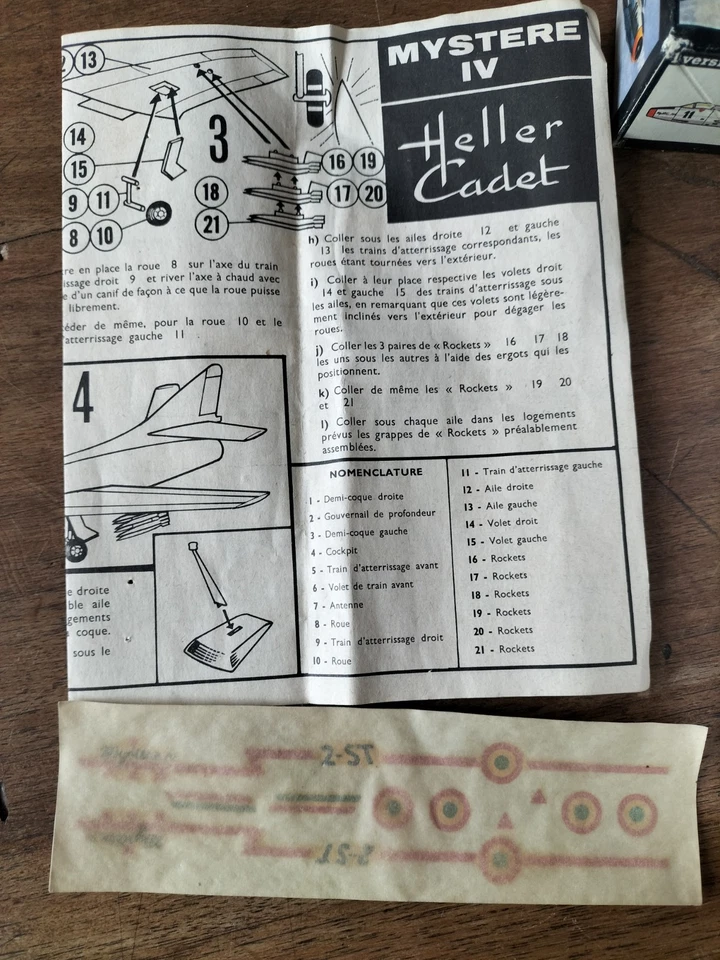 MYSTERE
IV
Heller
Cadet
13
14
15
9 11
8 10
3
18
21
16 19
17 20
en place la roue 8 sur l'axe du train
droit 9 et river l'axe à chaud avec
d'un canif de façon à ce que la roue puisse
librement.
de même, pour la roue 10 et le
atterrissage gauche 11
h) Coller sous les ailes droite 12 et gauche
13 les trains d'atterrissage correspondants, les
roues étant tournées vers l'extérieur.
i) Coller à leur place respective les volets droit
14 et gauche 15 des trains d'atterrissage sous
les ailes, en remarquant que ces volets sont légère-
ment inclinés vers l'extérieur pour dégager les
roues.
j) Coller les 3 paires de « Rockets » 16 17 18
les uns sous les autres à l'aide des ergots qui les
positionnent.
k) Coller de même les « Rockets » 19 20
et 21
l) Coller sous chaque aile dans les logements
prévus les grappes de « Rockets » préalablement
assemblées.
4
droite
aile
coque.
sous le
NOMENCLATURE
1 - Demi-coque droite
2 - Gouvernail de profondeur
3 - Demi-coque gauche
4 - Cockpit
5 - Train d'atterrissage avant
6 - Volet de train avant
7 - Antenne
8 - Roue
9 - Train d'atterrissage droit
10 - Roue
11 - Train d'atterrissage gauche
12 - Aile droite
13 - Aile gauche
14 - Volet droit
15 - Volet gauche
16 - Rockets
17 - Rockets
18 - Rockets
19 - Rockets
20 - Rockets
21 - Rockets
2-ST
2-ST
11